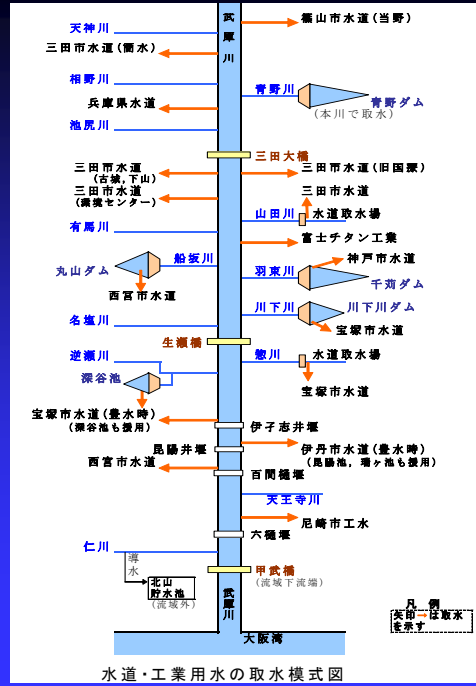 武庫川
篠山市水道(当野)
天神川
三田市水道(簡水)
相野川
青野川
青野ダム
(本川で取水)
兵庫県水道
池尻川
三田大橋
三田市水道
(古城,下山)
三田市水道(旧国療)
三田市水道
(環境センター)
三田市水道
山田川
水道取水場
有馬川
富士チタン工業
船坂川
神戸市水道
丸山ダム
羽束川
千苅ダム
西宮市水道
川下川
川下川ダム
名塩川
宝塚市水道
生瀬橋
逆瀬川
惣川
水道取水場
深谷池
宝塚市水道
宝塚市水道(豊水時)
(深谷池も援用)
伊孑志井堰
昆陽井堰
伊丹市水道(豊水時)
(昆陽池,瑞ヶ池も援用)
西宮市水道
百間樋堰
天王寺川
尼崎市工水
六樋堰
仁川
導水
甲武橋
(流域下流端)
北山
貯水池
(流域外)
武庫川
凡 例
矢印→は取水
を示す
大阪湾
水道・工業用水の取水模式図